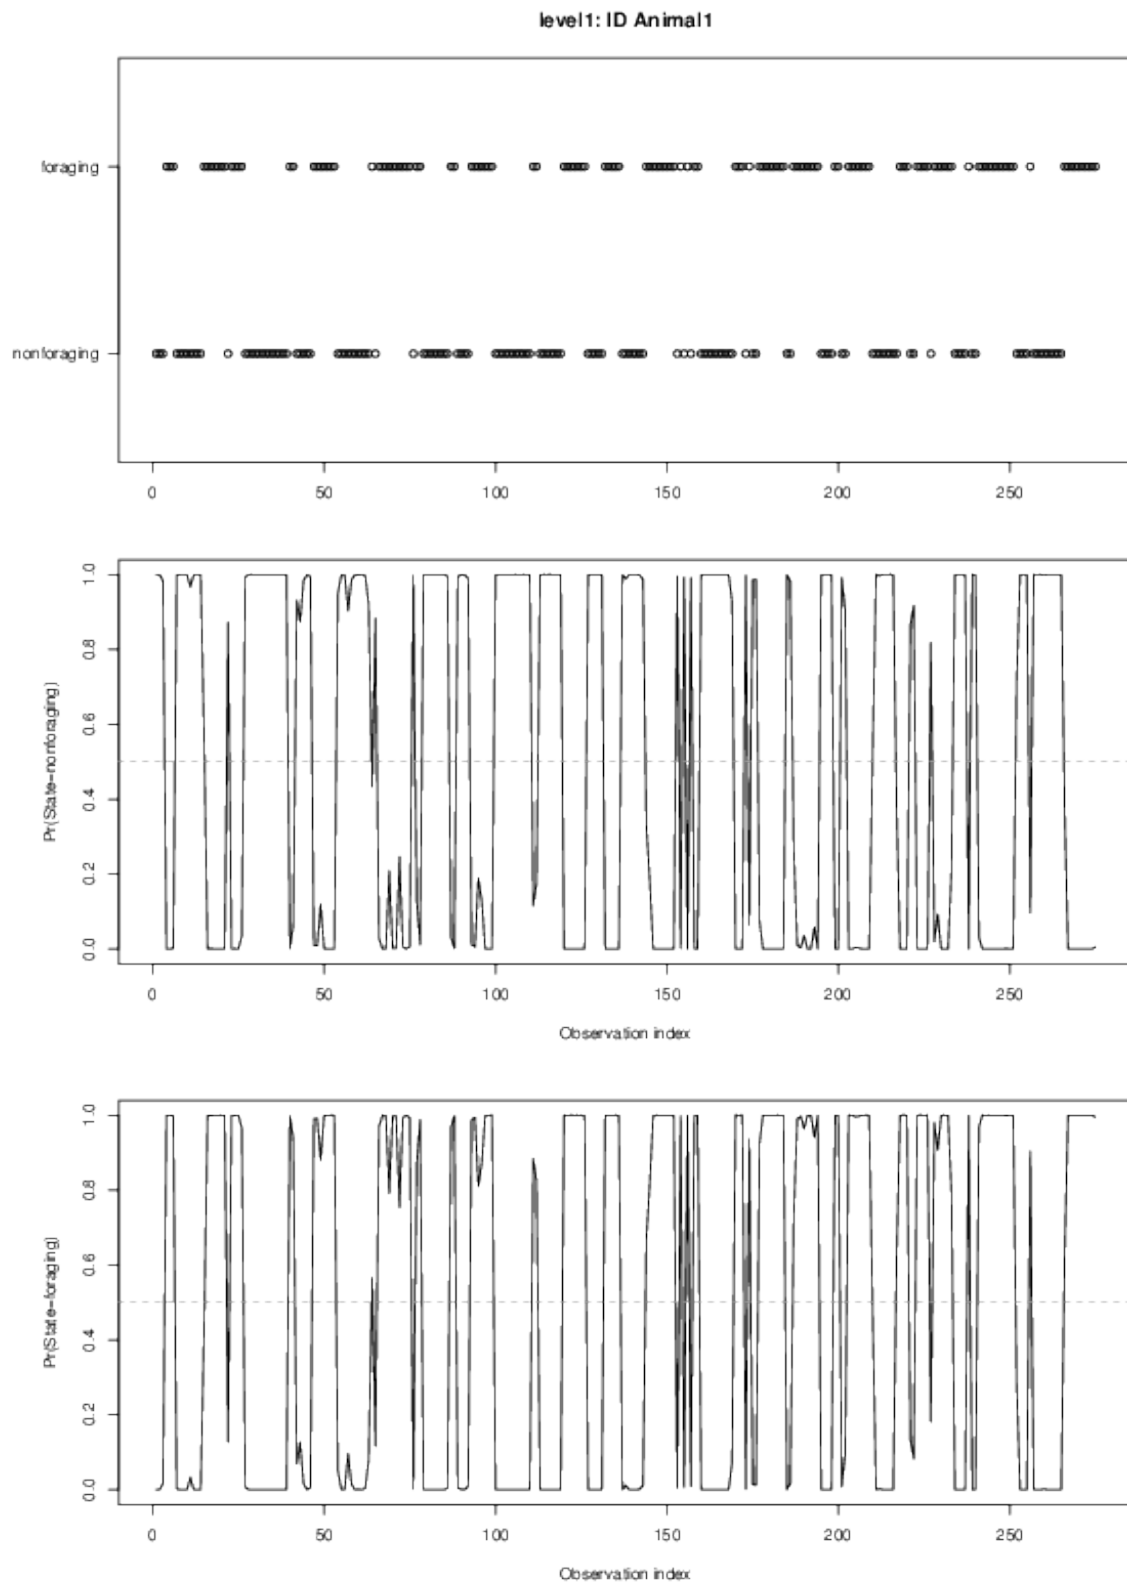 level1: ID Animal1
foraging
nonforaging
0 50 100 150 200 250
Pr(State=nonforaging)
1.0
0.8
0.6
0.4
0.2
0.0
0 50 100 150 200 250
Observation index
Pr(State=foraging)
1.0
0.8
0.6
0.4
0.2
0.0
0 50 100 150 200 250
Observation index